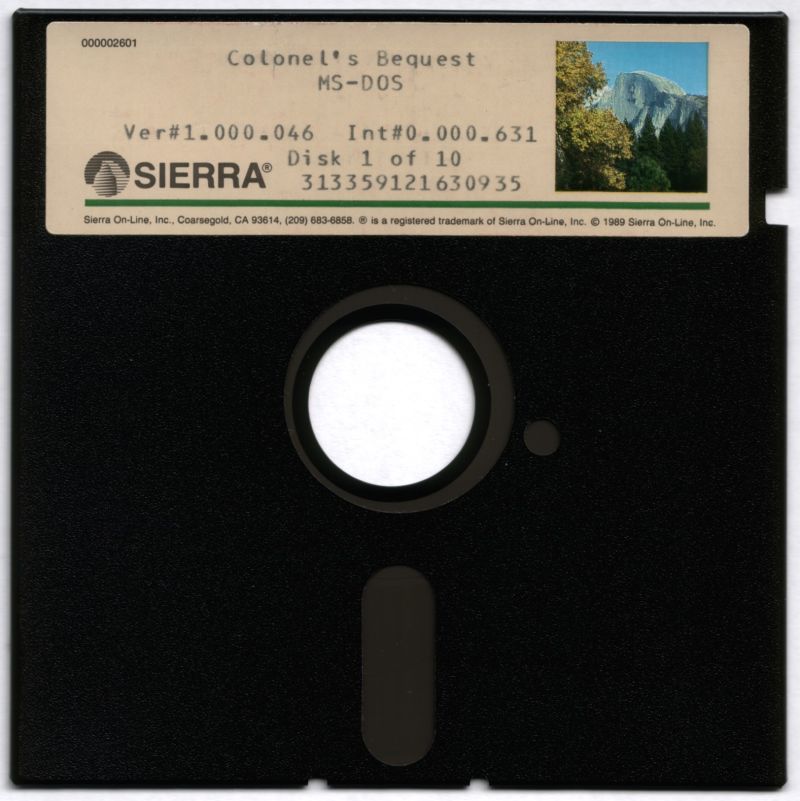 000002601
Colonel's Bequest
MS-DOS
Ver#1.000.046 Int#0.000.631
Disk 1 of 10
SIERRA®
313359121630935
Sierra On-Line, Inc., Coarsegold, CA 93614, (209) 683-6858. ® is a registered trademark of Sierra On-Line, Inc. © 1989 Sierra On-Line, Inc.